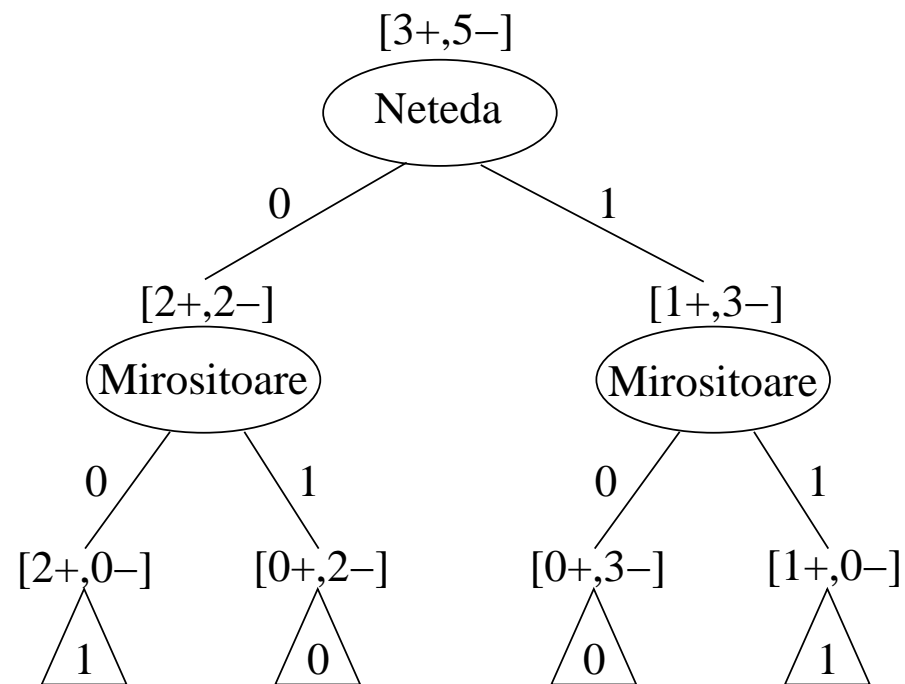 [3+,5−]
Neteda
0 1
[2+,2−] [1+,3−]
Mirositoare Mirositoare
0 1 0 1
[2+,0−] [0+,2−] [0+,3−] [1+,0−]
1 0 0 1